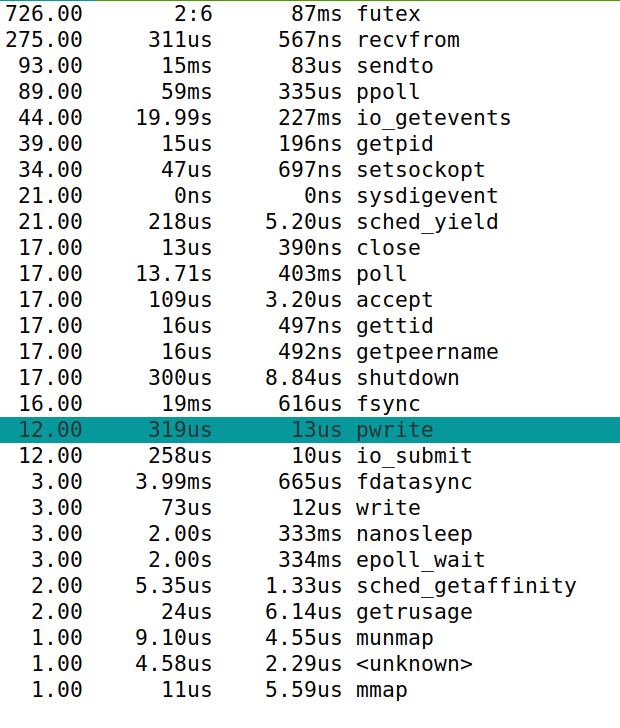 726.00 2:6 87ms futex
275.00 311us 567ns recvfrom
93.00 15ms 83us sendto
89.00 59ms 335us ppoll
44.00 19.99s 227ms io_getevents
39.00 15us 196ns getpid
34.00 47us 697ns setsockopt
21.00 0ns 0ns sysdigevent
21.00 218us 5.20us sched_yield
17.00 13us 390ns close
17.00 13.71s 403ms poll
17.00 109us 3.20us accept
17.00 16us 497ns gettid
17.00 16us 492ns getpeername
17.00 300us 8.84us shutdown
16.00 19ms 616us fsync
12.00 319us 13us pwrite
12.00 258us 10us io_submit
3.00 3.99ms 665us fdatasync
3.00 73us 12us write
3.00 2.00s 333ms nanosleep
3.00 2.00s 334ms epoll_wait
2.00 5.35us 1.33us sched_getaffinity
2.00 24us 6.14us getrusage
1.00 9.10us 4.55us munmap
1.00 4.58us 2.29us <unknown>
1.00 11us 5.59us mmap